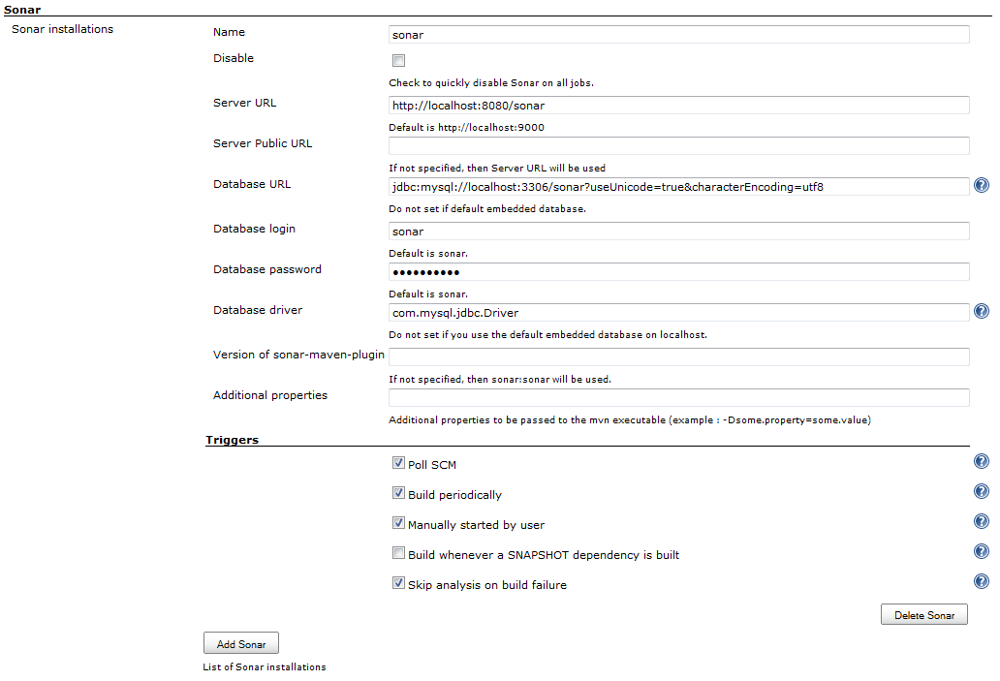 Sonar
Sonar installations
Name
sonar
Disable
Check to quickly disable Sonar on all jobs.
Server URL
http://localhost:8080/sonar
Default is http://localhost:9000
Server Public URL
If not specified, then Server URL will be used
Database URL
jdbc:mysql://localhost:3306/sonar?useUnicode=true&characterEncoding=utf8
?
Do not set if default embedded database.
Database login
sonar
Default is sonar.
Database password
••••••••••
Default is sonar.
Database driver
com.mysql.jdbc.Driver
?
Do not set if you use the default embedded database on localhost.
Version of sonar-maven-plugin
If not specified, then sonar:sonar will be used.
Additional properties
Additional properties to be passed to the mvn executable (example : -Dsome.property=some.value)
Triggers
Poll SCM
?
Build periodically
?
Manually started by user
?
Build whenever a SNAPSHOT dependency is built
?
Skip analysis on build failure
?
Delete Sonar
Add Sonar
List of Sonar installations